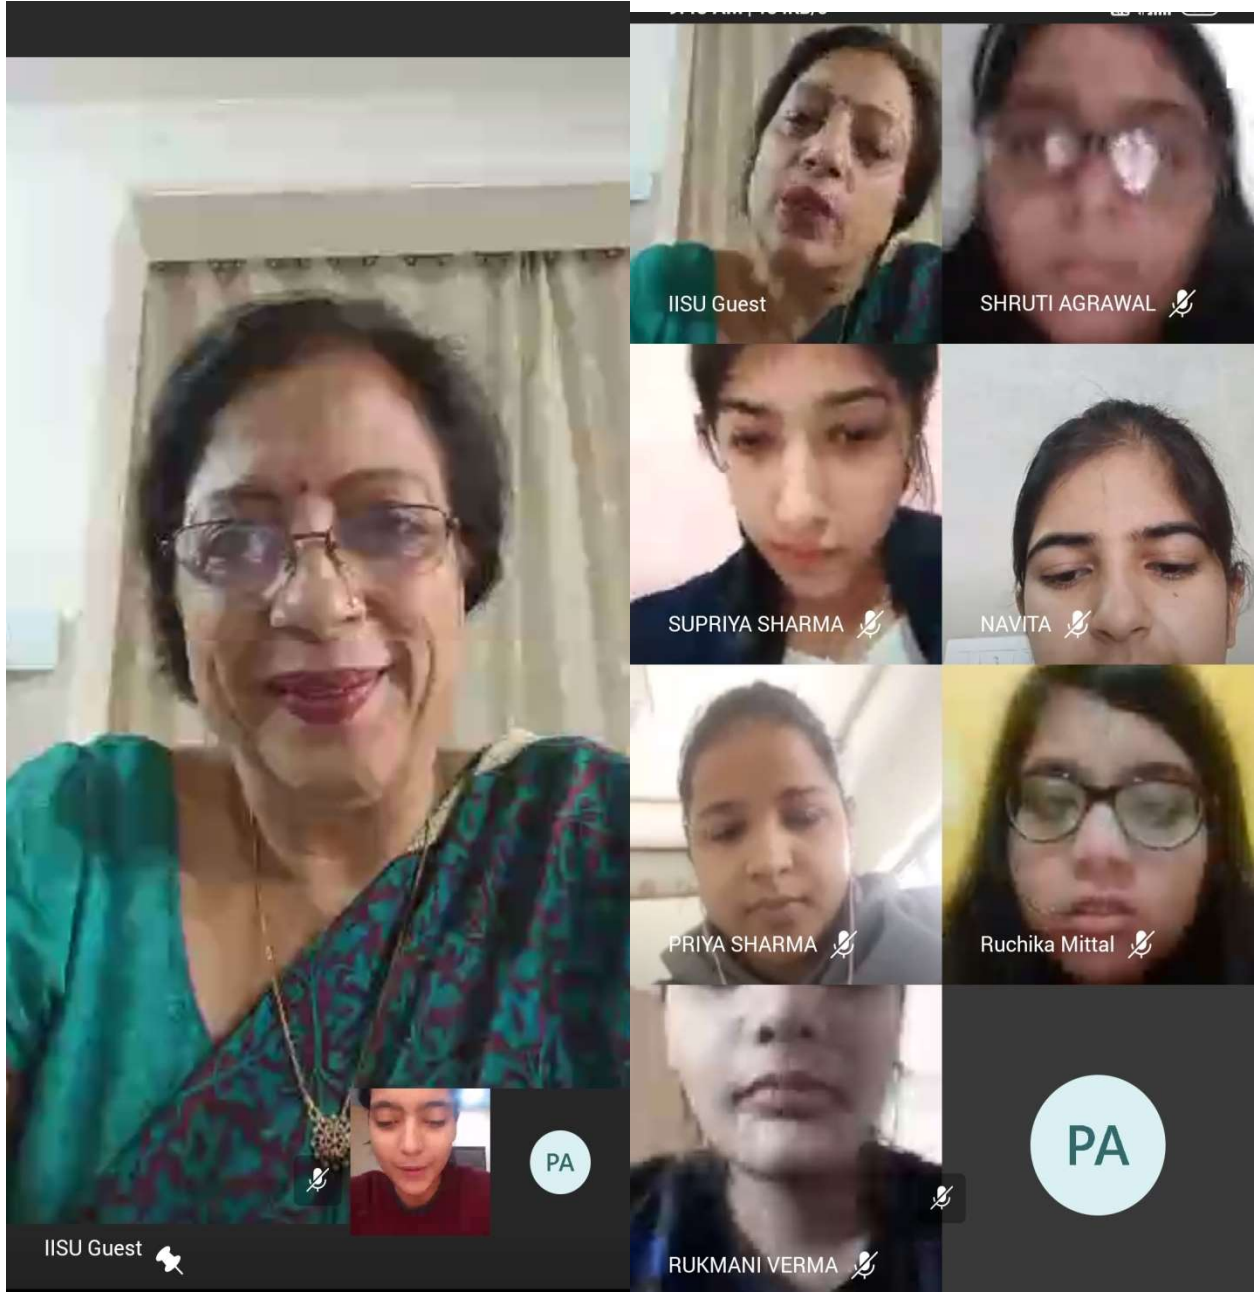 PA
IISU Guest
IISU Guest
SHRUTI AGRAWAL
SUPRIYA SHARMA
NAVITA
PRIYA SHARMA
Ruchika Mittal
PA
RUKMANI VERMA